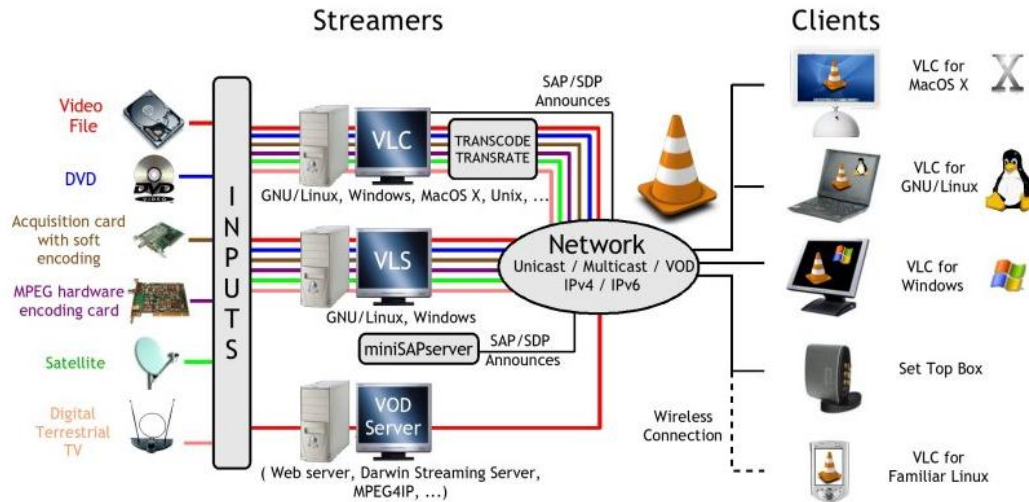 Streamers
Clients
Video
File
DVD
DVD
VIDEO
Acquisition card
with soft
encoding
MPEG hardware
encoding card
Satellite
Digital
Terrestrial
TV
INPUTS
VLC
GNU/Linux, Windows, MacOS X, Unix, ...
TRANSCODE
TRANSRATE
SAP/SDP
Announces
VLS
GNU/Linux, Windows
Network
Unicast / Multicast / VOD
IPv4 / IPv6
miniSAPserver
SAP/SDP
Announces
VOD
Server
( Web server, Darwin Streaming Server,
MPEG4IP, ...)
Wireless
Connection
VLC for
MacOS X
X
VLC for
GNU/Linux
VLC for
Windows
Set Top Box
VLC for
Familiar Linux